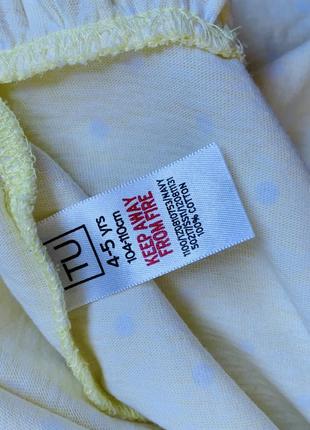 TU
4-5 yrs
104-110cm
KEEP AWAY
FROM FIRE
100% COTTON